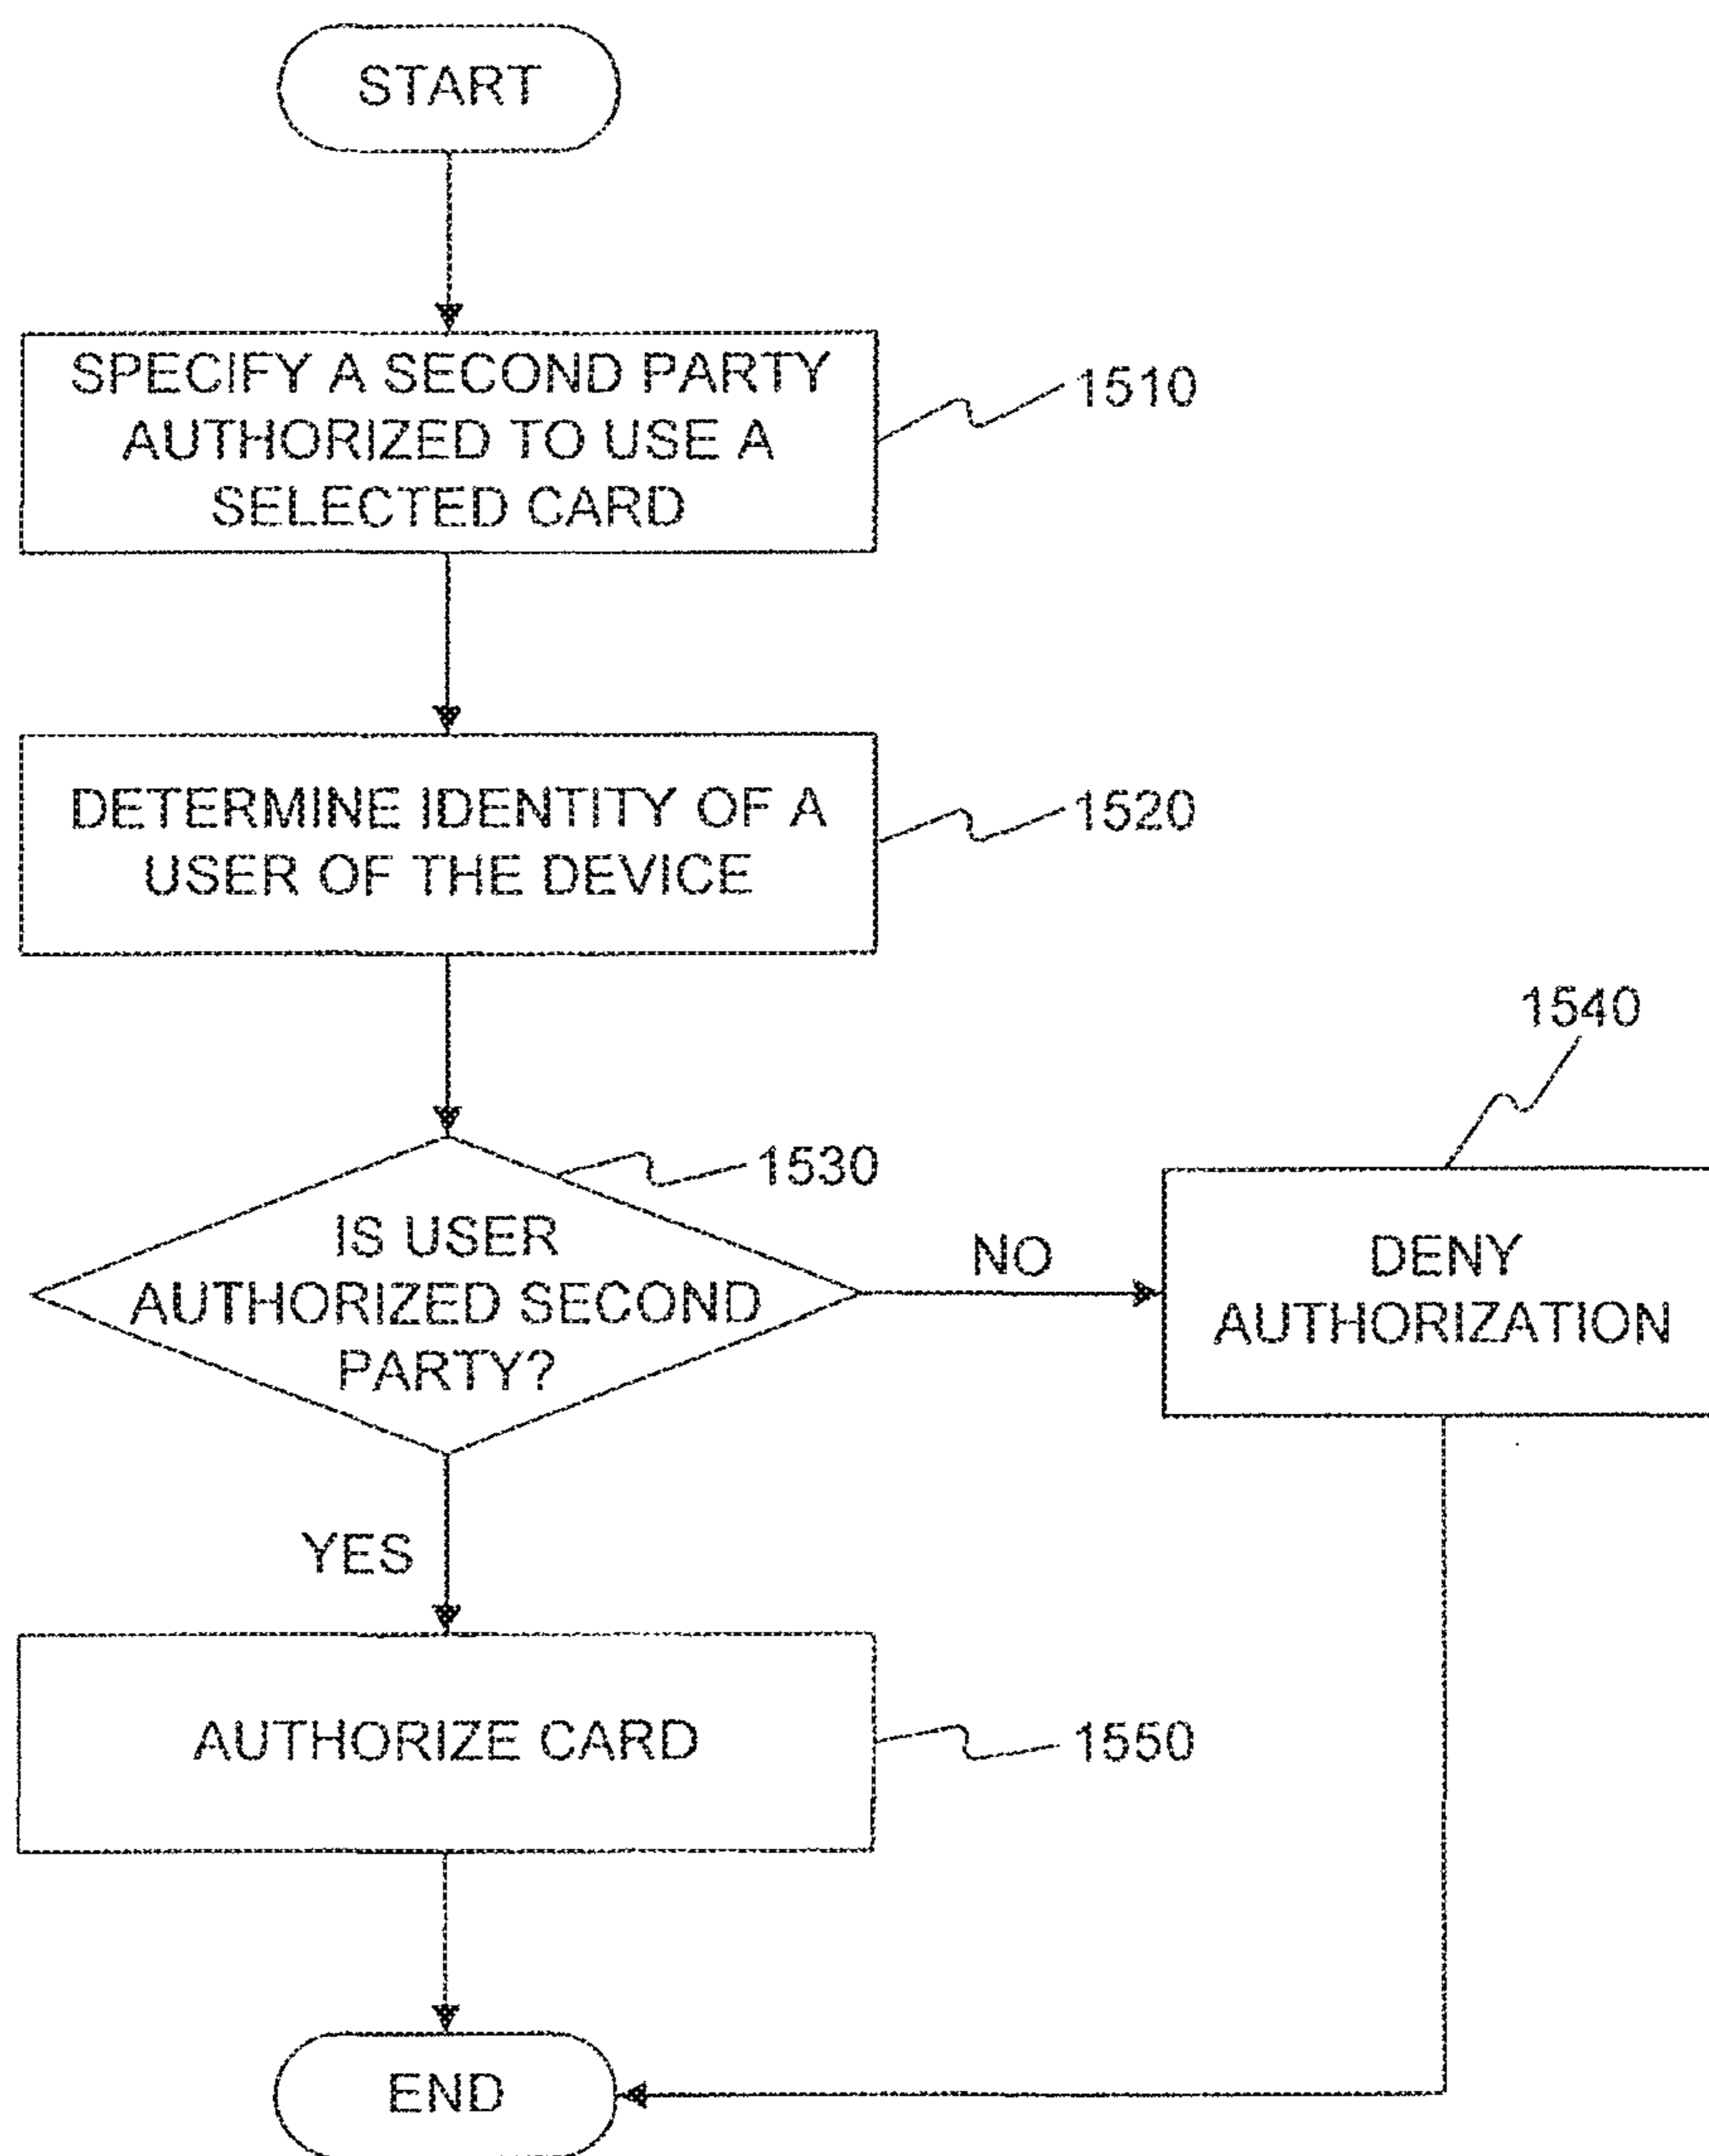 START
SPECIFY A SECOND PARTY
AUTHORIZED TO USE A
SELECTED CARD
1510
DETERMINE IDENTITY OF A
USER OF THE DEVICE
1520
1540
1530
IS USER
AUTHORIZED SECOND
PARTY?
NO
DENY
AUTHORIZATION
YES
AUTHORIZE CARD
1550
END